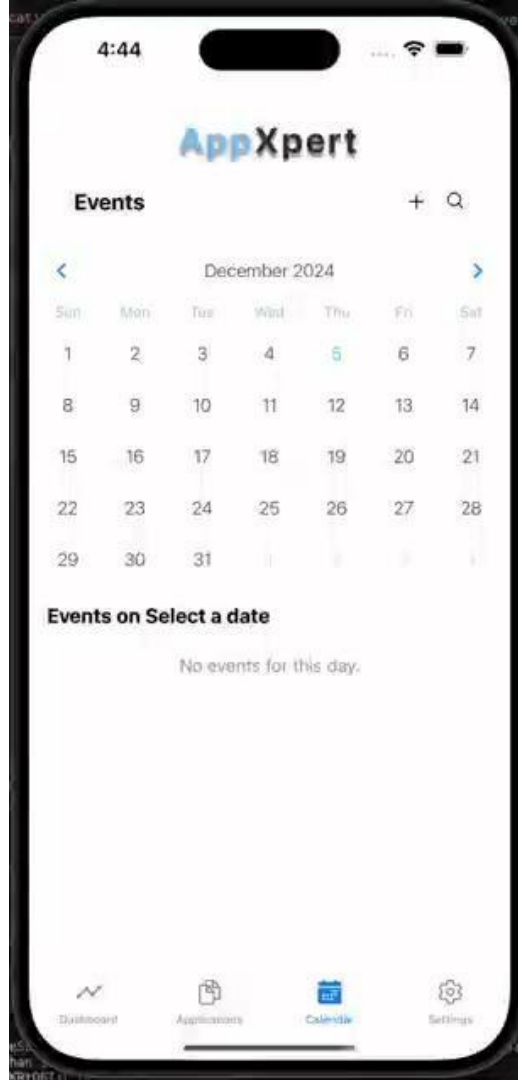 4:44
AppXpert
Events
December 2024
Sun Mon Tue Wed Thu Fri Sat
1 2 3 4 5 6 7
8 9 10 11 12 13 14
15 16 17 18 19 20 21
22 23 24 25 26 27 28
29 30 31
Events on Select a date
No events for this day.
Dashboard Applications Calendar Settings